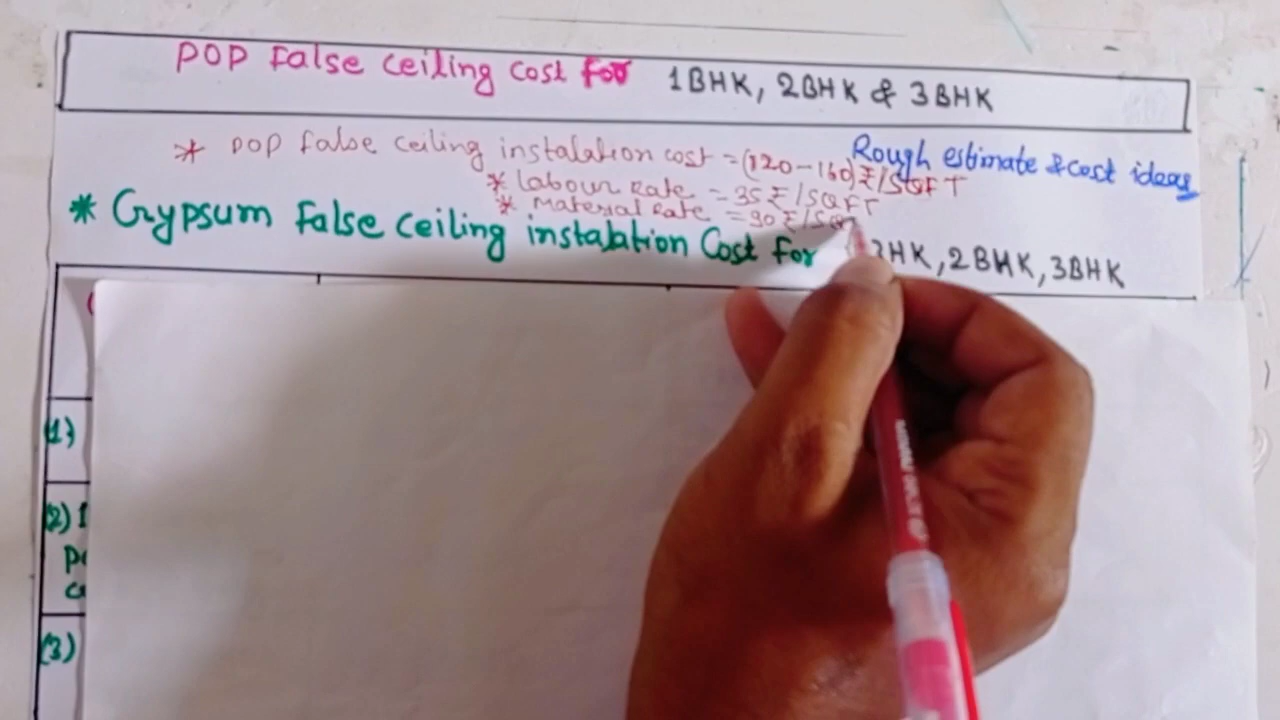 POP False Ceiling Cost for 1BHK, 2BHK & 3BHK
Rough estimate & cost ideas
* POP false ceiling instalation cost = (120-160)₹/SQFT
* Labour Rate = 35₹/SQFT
* Material Rate = 90₹/SQ
* Gypsum False Ceiling instalation Cost For BHK, 2BHK, 3BHK
(1)
(2)
(3)